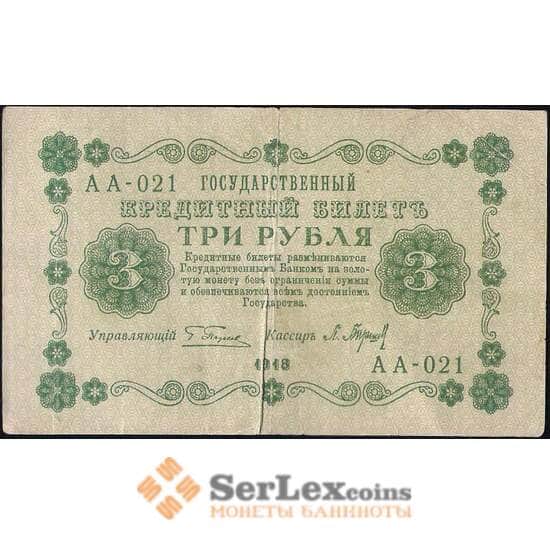 АА-021 ГОСУДАРСТВЕННЫЙ
КРЕДИТНЫЙ БИЛЕТЪ
ТРИ РУБЛЯ
3 3
Кредитные билеты размѣниваются
Государственнымъ Банкомъ на золо-
тую монету безъ ограниченія суммы
и обезпечиваются всѣмъ достояніемъ
Государства.
Управляющій Кассиръ
1918
АА-021
SerLexcoins
МОНЕТЫ БАНКНОТЫ